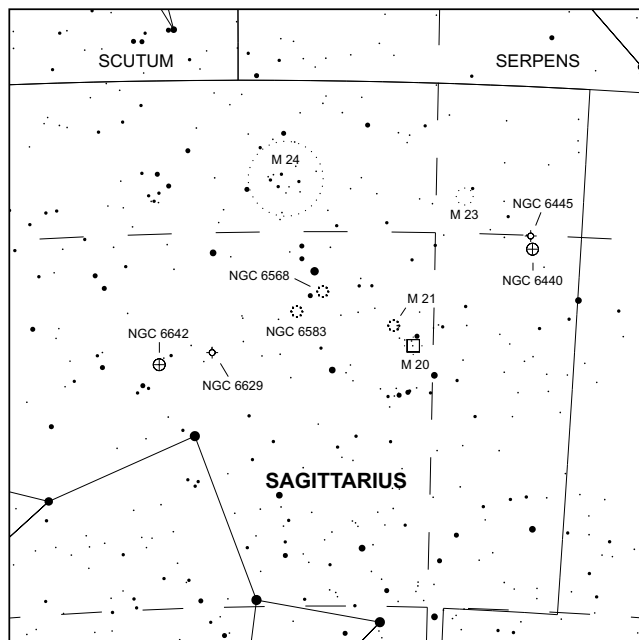 SCUTUM
SERPENS
M 24
NGC 6445
M 23
NGC 6568
NGC 6440
M 21
NGC 6583
NGC 6642
M 20
NGC 6629
SAGITTARIUS